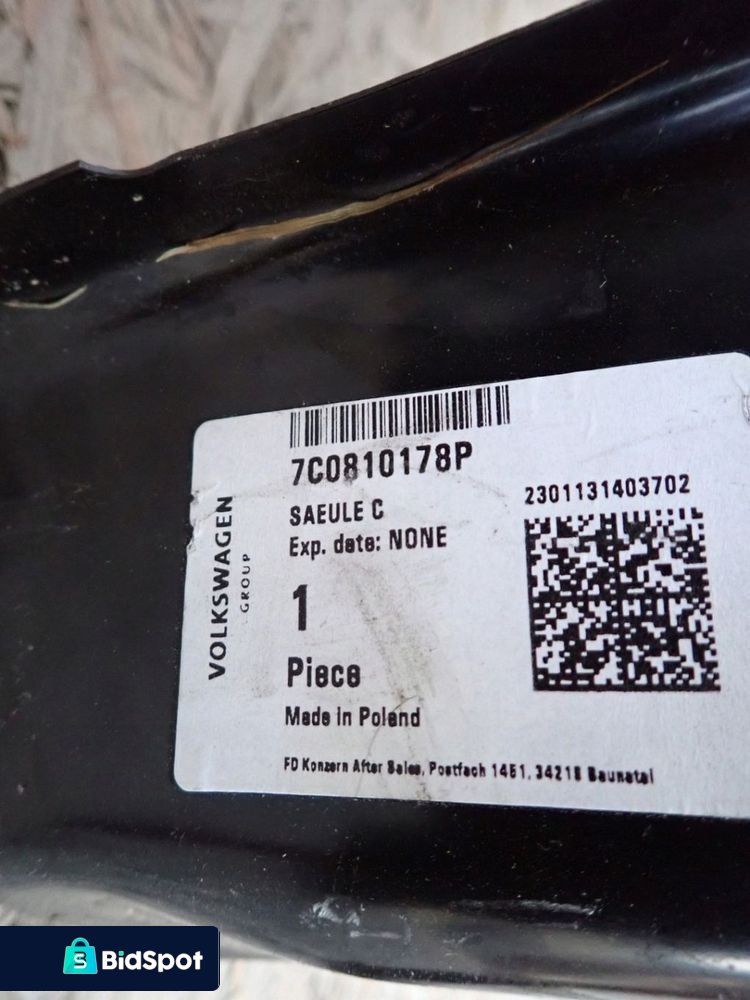 7C0810178P
SAEULE C
Exp. date: NONE
1
Piece
Made in Poland
FD Konzern After Sales, Postfach 1451, 34218 Baunatal
2301131403702
VOLKSWAGEN
GROUP
BidSpot